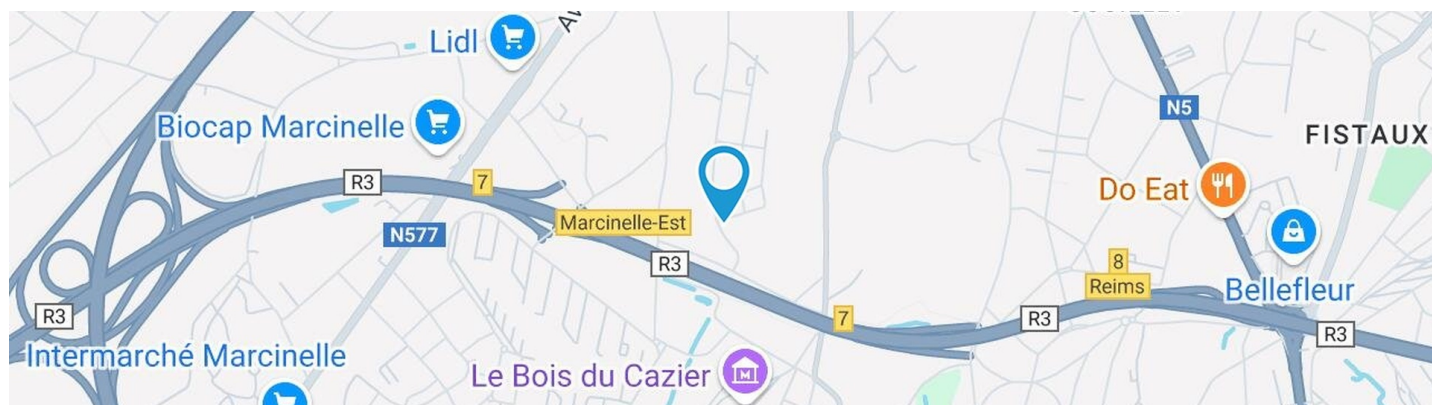 Lidl
Av
Biocap Marcinelle
N5
FISTAUX
R3
7
Do Eat
Marcinelle-Est
N577
R3
8
Reims
Bellefleur
R3
7
R3
R3
Intermarché Marcinelle
Le Bois du Cazier